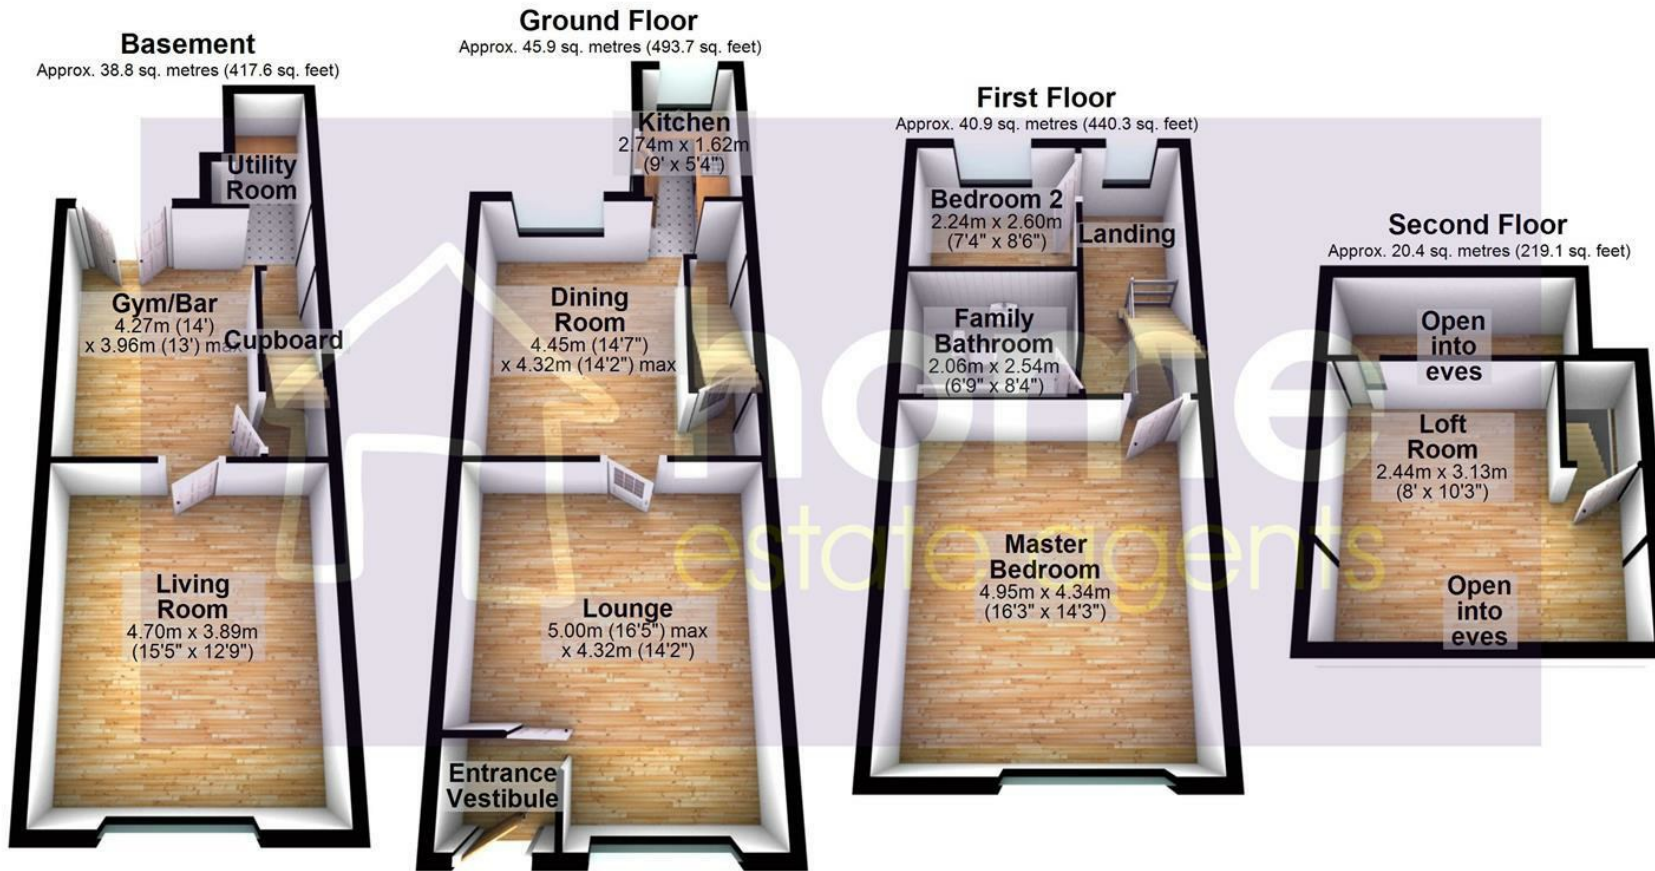 Basement
Approx. 38.8 sq. metres (417.6 sq. feet)
Utility
Room
Gym/Bar
4.27m (14')
x 3.96m (13') max
Cupboard
Living
Room
4.70m x 3.89m
(15'5" x 12'9")
Ground Floor
Approx. 45.9 sq. metres (493.7 sq. feet)
Kitchen
2.74m x 1.62m
(9' x 5'4")
Dining
Room
4.45m (14'7")
x 4.32m (14'2") max
Lounge
5.00m (16'5") max
x 4.32m (14'2")
Entrance
Vestibule
First Floor
Approx. 40.9 sq. metres (440.3 sq. feet)
Bedroom 2
2.24m x 2.60m
(7'4" x 8'6")
Landing
Family
Bathroom
2.06m x 2.54m
(6'9" x 8'4")
Master
Bedroom
4.95m x 4.34m
(16'3" x 14'3")
Second Floor
Approx. 20.4 sq. metres (219.1 sq. feet)
Open
into
eves
Loft
Room
2.44m x 3.13m
(8' x 10'3")
Open
into
eves
home
estate agents